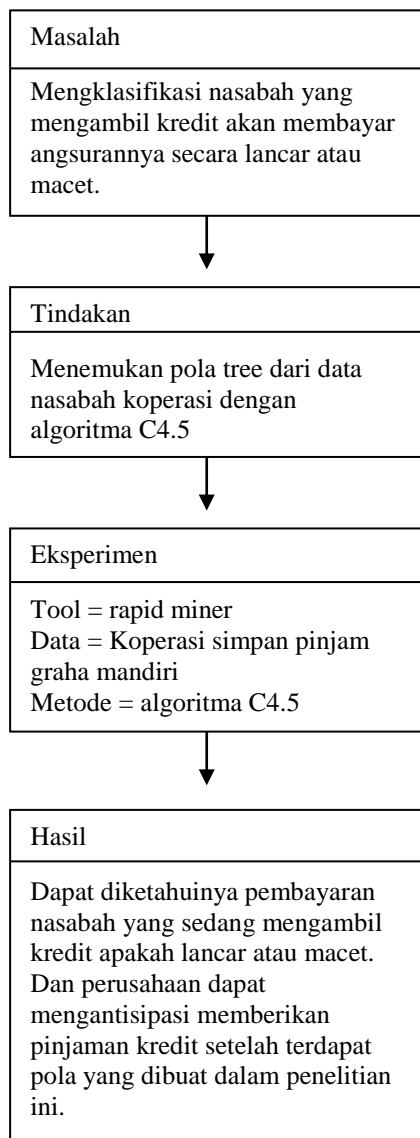 Masalah
Mengklasifikasi nasabah yang
mengambil kredit akan membayar
angsurannya secara lancar atau
macet.
Tindakan
Menemukan pola tree dari data
nasabah koperasi dengan
algoritma C4.5
Eksperimen
Tool = rapid miner
Data = Koperasi simpan pinjam
graha mandiri
Metode = algoritma C4.5
Hasil
Dapat diketahuinya pembayaran
nasabah yang sedang mengambil
kredit apakah lancar atau macet.
Dan perusahaan dapat
mengantisipasi memberikan
pinjaman kredit setelah terdapat
pola yang dibuat dalam penelitian
ini.